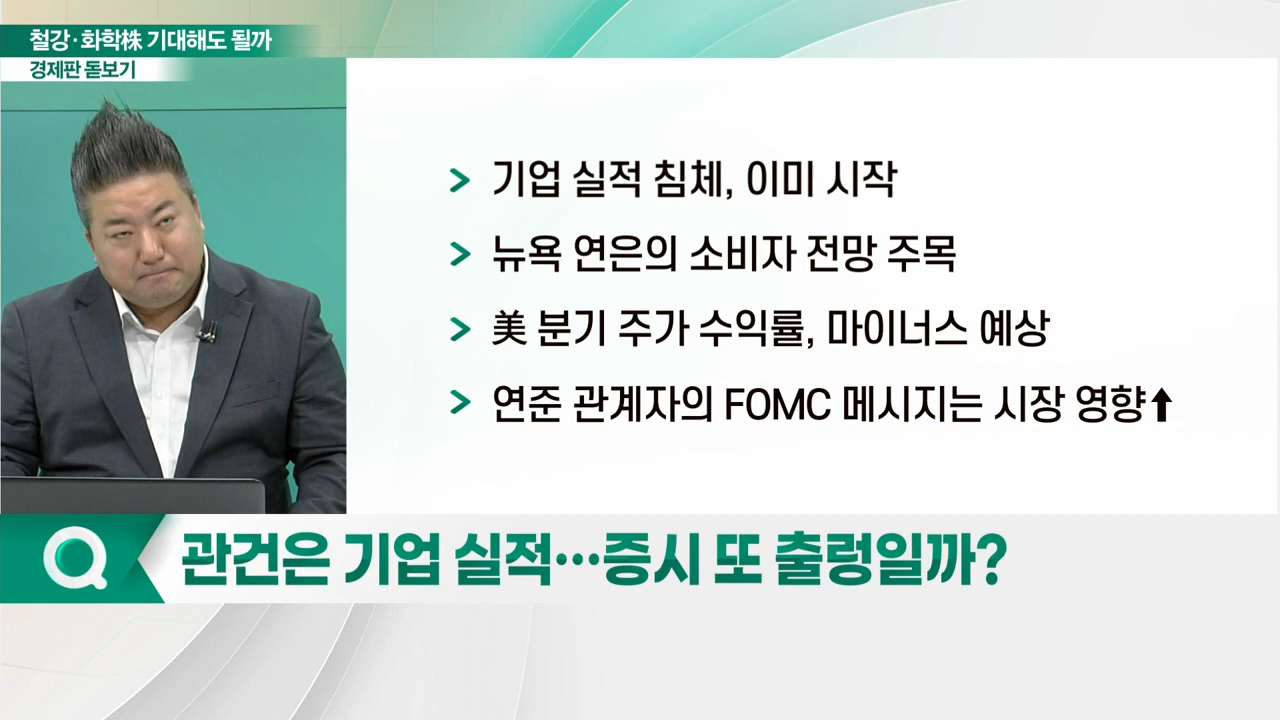 철강·화학株 기대해도 될까
경제판 돋보기
> 기업 실적 침체, 이미 시작
> 뉴욕 연은의 소비자 전망 주목
> 美 분기 주가 수익률, 마이너스 예상
> 연준 관계자의 FOMC 메시지는 시장 영향⬆
Q 관건은 기업 실적…증시 또 출렁일까?